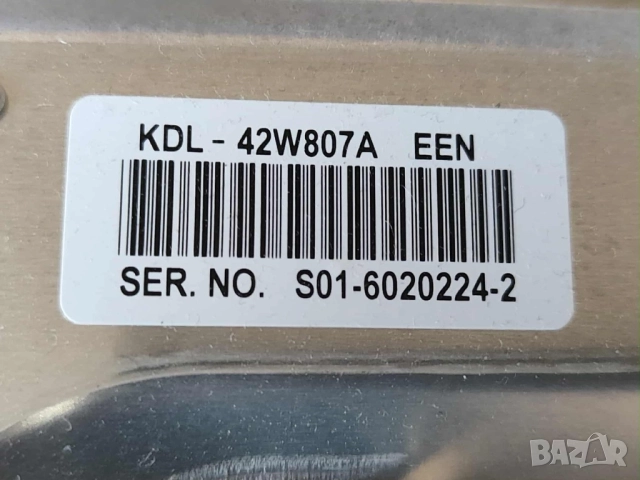 KDL - 42W807A EEN
SER. NO. S01-6020224-2
BAZAR